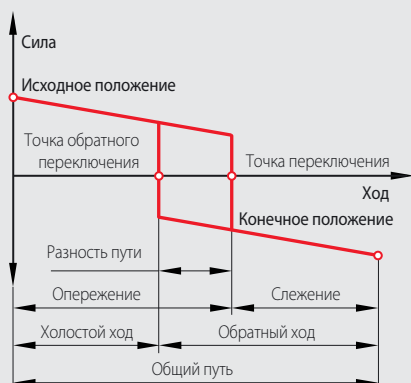 Сила
Исходное положение
Точка обратного
переключения
Точка переключения
Ход
Конечное положение
Разность пути
Опережение
Слежение
Холостой ход
Обратный ход
Общий путь